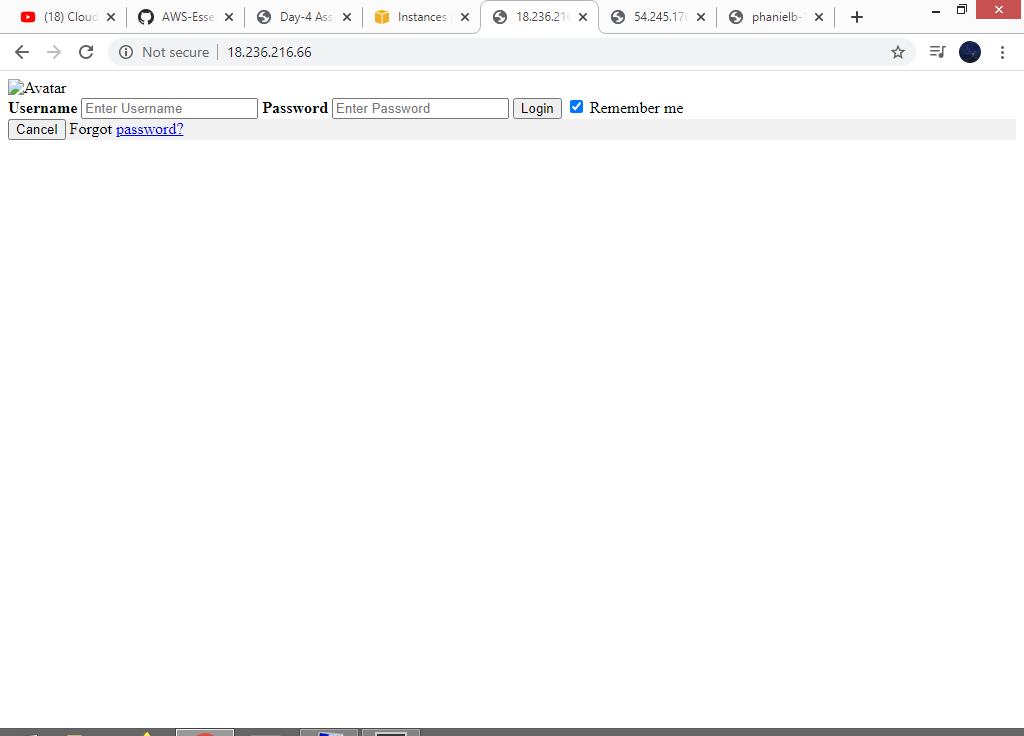 (18) Cloud
AWS-Esse
Day-4 Ass
Instances
18.236.216
54.245.176
phanielb-
Not secure
18.236.216.66
Avatar
Username Enter Username Password Enter Password Login Remember me
Cancel Forgot password?